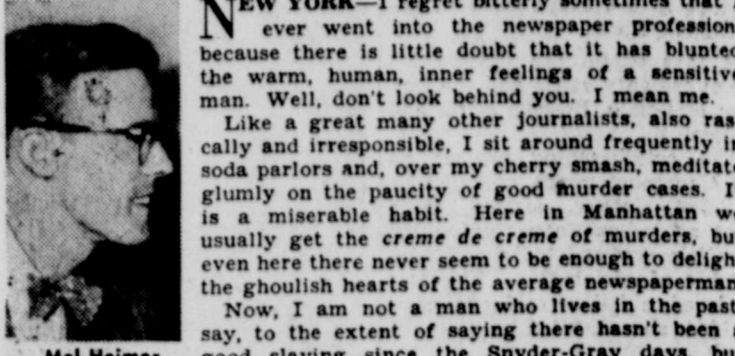 NEW YORK—I regret bitterly sometimes that I
ever went into the newspaper profession
because there is little doubt that it has blunted
the warm, human, inner feelings of a sensitive
man. Well, don't look behind you. I mean me.
Like a great many other journalists, also ras-
cally and irresponsible, I sit around frequently in
soda parlors and, over my cherry smash, meditate
glumly on the paucity of good murder cases. It
is a miserable habit. Here in Manhattan we
usually get the creme de creme of murders, but
even here there never seem to be enough to delight
the ghoulish hearts of the average newspaperman.
Now, I am not a man who lives in the past,
say, to the extent of saying there hasn't been a
Mel Heimer
good slaying since the Snyder-Gray days, but